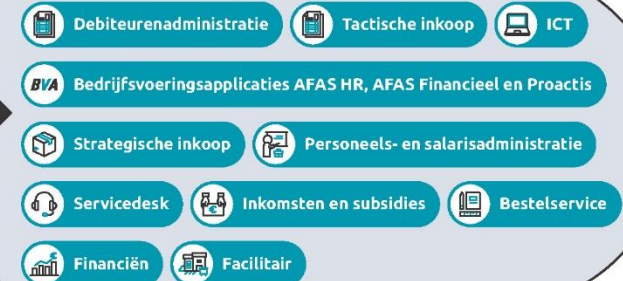 Debiteurenadministratie Tactische inkoop ICT
BVA Bedrijfsvoeringsapplicaties AFAS HR, AFAS Financieel en Proactis
Strategische inkoop Personeels- en salarisadministratie
Servicedesk Inkomsten en subsidies Bestelservice
Financiën Facilitair